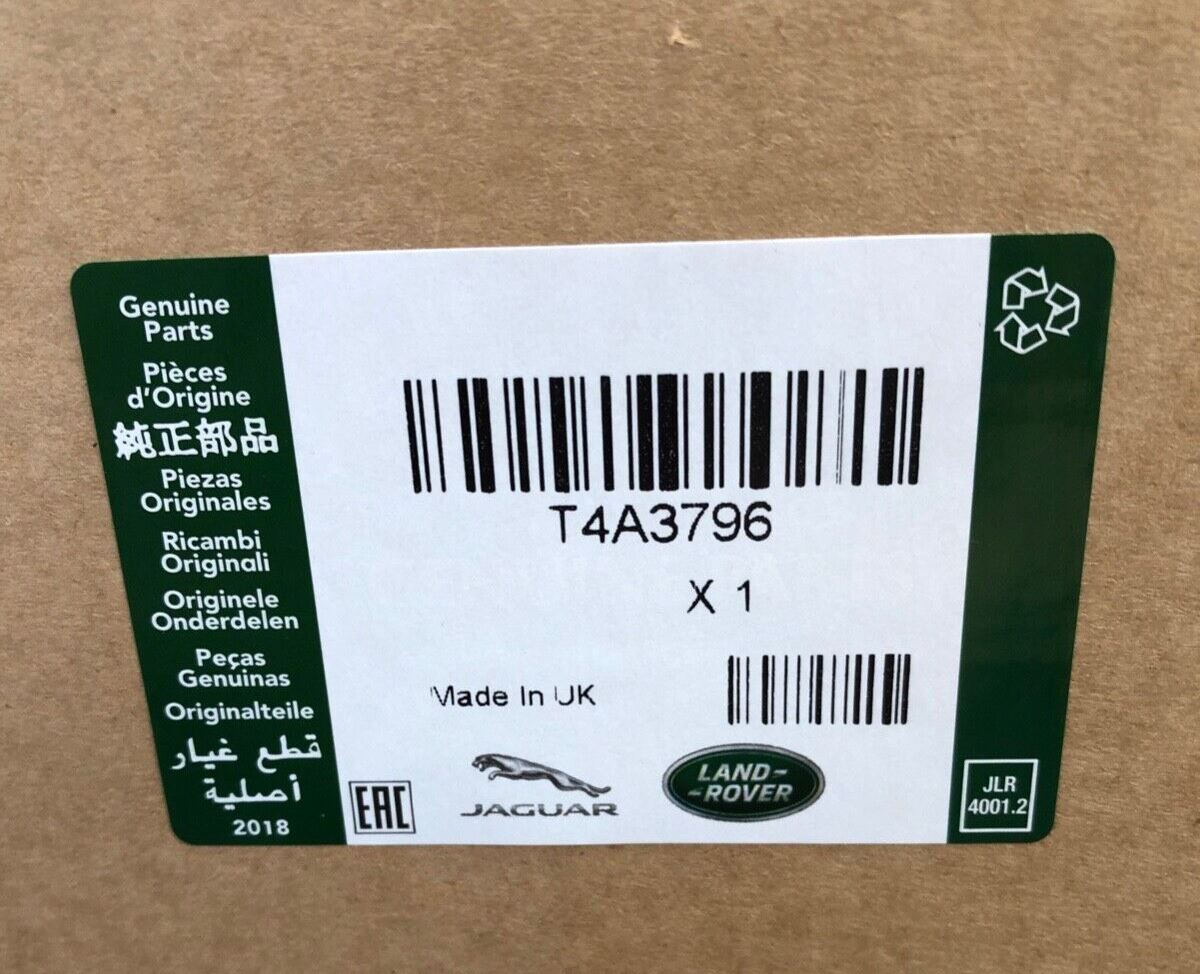 Genuine
Parts
Pièces
d'Origine
純正部品
Piezas
Originales
Ricambi
Originali
Originele
Onderdelen
Peças
Genuinas
Originalteile
قطع غيار
أصلية
2018
T4A3796
X 1
Made In UK
EAC
JAGUAR
LAND-
-ROVER
JLR
4001.2